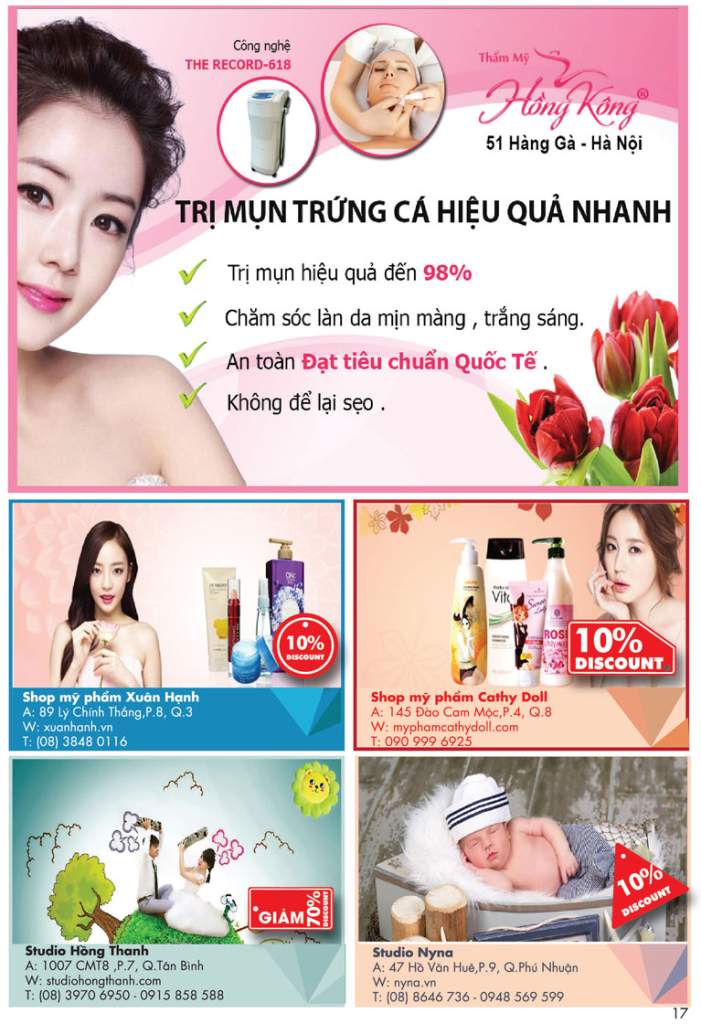 Công nghệ
THE RECORD-618
Thẩm Mỹ
Hồng Kông®
51 Hàng Gà - Hà Nội
TRỊ MỤN TRỨNG CÁ HIỆU QUẢ NHANH
Trị mụn hiệu quả đến 98%
Chăm sóc làn da mịn màng , trắng sáng.
An toàn Đạt tiêu chuẩn Quốc Tế .
Không để lại sẹo .
10%
DISCOUNT
Shop mỹ phẩm Xuân Hạnh
A: 89 Lý Chính Thắng,P.8, Q.3
W: xuanhanh.vn
T: (08) 3848 0116
Vita
ROSE
10%
DISCOUNT
Shop mỹ phẩm Cathy Doll
A: 145 Đào Cam Mộc,P.4, Q.8
W: myphamcathydoll.com
T: 090 999 6925
GIẢM 70%
DISCOUNT
Studio Hồng Thanh
A: 1007 CMT8 ,P.7, Q.Tân Bình
W: studiohongthanh.com
T: (08) 3970 6950 - 0915 858 588
10%
DISCOUNT
Studio Nyna
A: 47 Hồ Văn Huê,P.9, Q.Phú Nhuận
W: nyna.vn
T: (08) 8646 736 - 0948 569 599
17